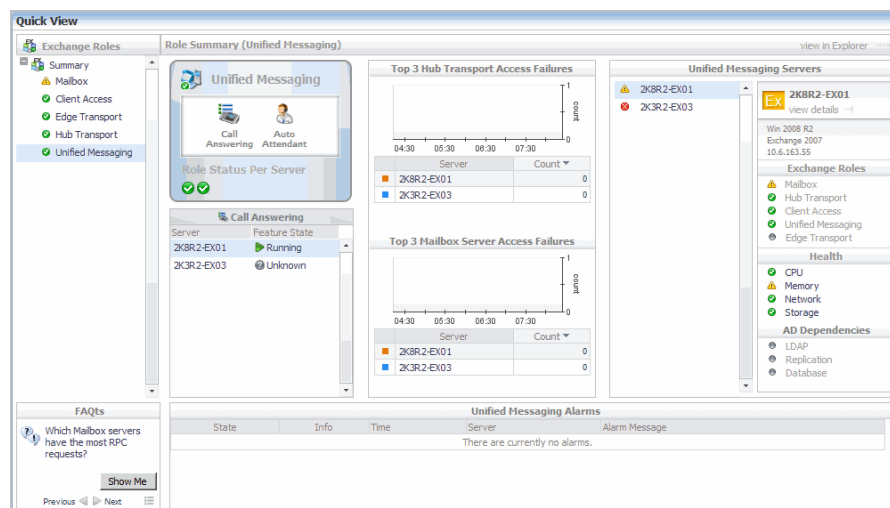 Quick View
Exchange Roles
Summary
Mailbox
Client Access
Edge Transport
Hub Transport
Unified Messaging
Role Summary (Unified Messaging)
view in Explorer
Unified Messaging
Call Answering
Auto Attendant
Role Status Per Server
Call Answering
Server Feature State
2K8R2-EX01 Running
2K3R2-EX03 Unknown
Top 3 Hub Transport Access Failures
1
count
0
04:30 05:30 06:30 07:30
Server Count
2K8R2-EX01 0
2K3R2-EX03 0
Top 3 Mailbox Server Access Failures
1
count
0
04:30 05:30 06:30 07:30
Server Count
2K8R2-EX01 0
2K3R2-EX03 0
Unified Messaging Servers
2K8R2-EX01
2K3R2-EX03
Ex
2K8R2-EX01
view details
Win 2008 R2
Exchange 2007
10.6.163.55
Exchange Roles
Mailbox
Hub Transport
Client Access
Unified Messaging
Edge Transport
Health
CPU
Memory
Network
Storage
AD Dependencies
LDAP
Replication
Database
FAQts
Which Mailbox servers
have the most RPC
requests?
Show Me
Previous Next
Unified Messaging Alarms
State Info Time Server Alarm Message
There are currently no alarms.